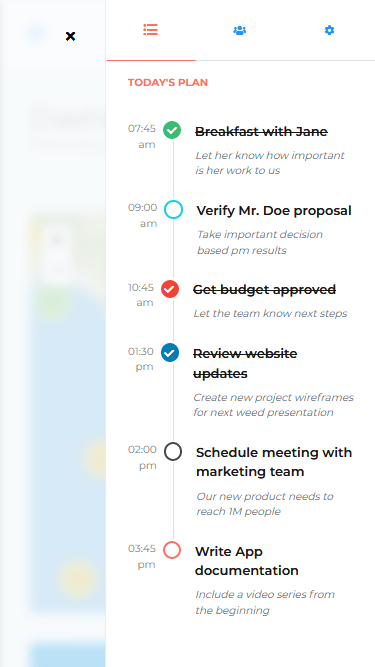 TODAY'S PLAN
07:45 am
Breakfast with Jane
Let her know how important
is her work to us
09:00 am
Verify Mr. Doe proposal
Take important decision
based pm results
10:45 am
Get budget approved
Let the team know next steps
01:30 pm
Review website
updates
Create new project wireframes
for next weed presentation
02:00 pm
Schedule meeting with
marketing team
Our new product needs to
reach 1M people
03:45 pm
Write App
documentation
Include a video series from
the beginning